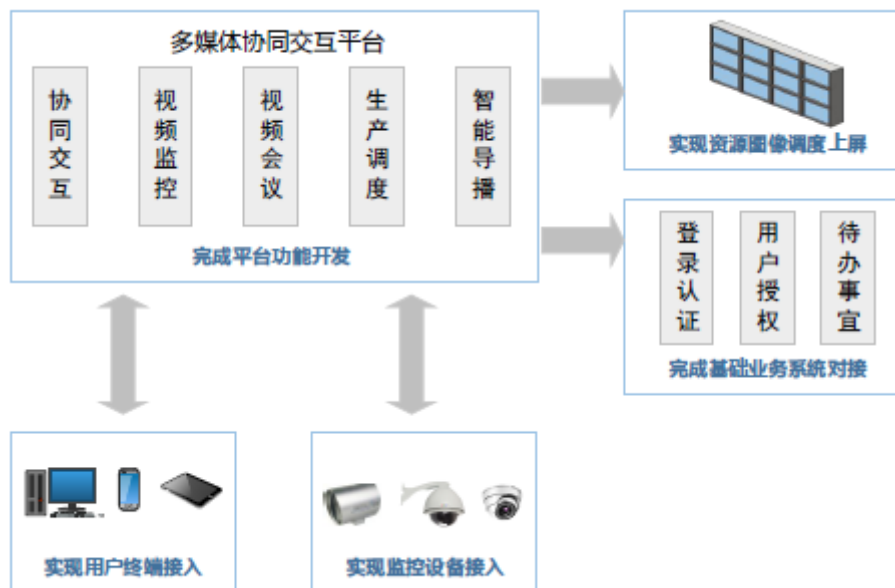 多媒体协同交互平台
协同交互
视频监控
视频会议
生产调度
智能导播
完成平台功能开发
实现资源图像调度上屏
登录认证
用户授权
待办事宜
完成基础业务系统对接
实现用户终端接入
实现监控设备接入